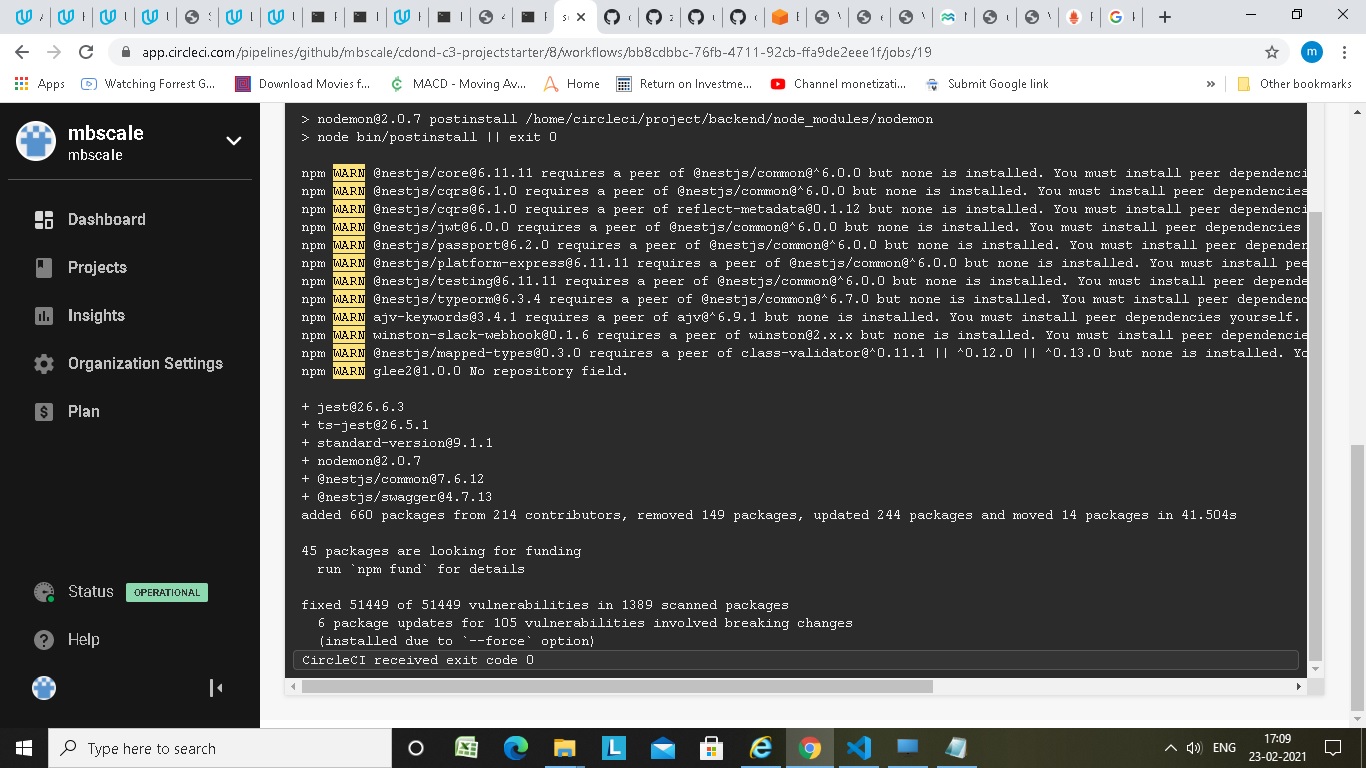 app.circleci.com/pipelines/github/mbscale/cdond-c3-projectstarter/8/workflows/bb8cdbbc-76fb-4711-92cb-ffa9de2eee1f/jobs/19
m
Apps
Watching Forrest G...
Download Movies f...
MACD - Moving Av...
Home
Return on Investme...
Channel monetizati...
Submit Google link
»
Other bookmarks
mbscale
mbscale
Dashboard
Projects
Insights
Organization Settings
Plan
Status OPERATIONAL
Help
> nodemon@2.0.7 postinstall /home/circleci/project/backend/node_modules/nodemon
> node bin/postinstall || exit 0
npm WARN @nestjs/core@6.11.11 requires a peer of @nestjs/common@^6.0.0 but none is installed. You must install peer dependenci
npm WARN @nestjs/cqrs@6.1.0 requires a peer of @nestjs/common@^6.0.0 but none is installed. You must install peer dependencies
npm WARN @nestjs/cqrs@6.1.0 requires a peer of reflect-metadata@0.1.12 but none is installed. You must install peer dependenci
npm WARN @nestjs/jwt@6.0.0 requires a peer of @nestjs/common@^6.0.0 but none is installed. You must install peer dependencies
npm WARN @nestjs/passport@6.2.0 requires a peer of @nestjs/common@^6.0.0 but none is installed. You must install peer dependen
npm WARN @nestjs/platform-express@6.11.11 requires a peer of @nestjs/common@^6.0.0 but none is installed. You must install pee
npm WARN @nestjs/testing@6.11.11 requires a peer of @nestjs/common@^6.0.0 but none is installed. You must install peer depende
npm WARN @nestjs/typeorm@6.3.4 requires a peer of @nestjs/common@^6.7.0 but none is installed. You must install peer dependenc
npm WARN ajv-keywords@3.4.1 requires a peer of ajv@^6.9.1 but none is installed. You must install peer dependencies yourself.
npm WARN winston-slack-webhook@0.1.6 requires a peer of winston@2.x.x but none is installed. You must install peer dependencie
npm WARN @nestjs/mapped-types@0.3.0 requires a peer of class-validator@^0.11.1 || ^0.12.0 || ^0.13.0 but none is installed. Yo
npm WARN glee2@1.0.0 No repository field.
+ jest@26.6.3
+ ts-jest@26.5.1
+ standard-version@9.1.1
+ nodemon@2.0.7
+ @nestjs/common@7.6.12
+ @nestjs/swagger@4.7.13
added 660 packages from 214 contributors, removed 149 packages, updated 244 packages and moved 14 packages in 41.504s
45 packages are looking for funding
run `npm fund` for details
fixed 51449 of 51449 vulnerabilities in 1389 scanned packages
6 package updates for 105 vulnerabilities involved breaking changes
(installed due to `--force` option)
CircleCI received exit code 0
Type here to search
ENG
17:09
23-02-2021